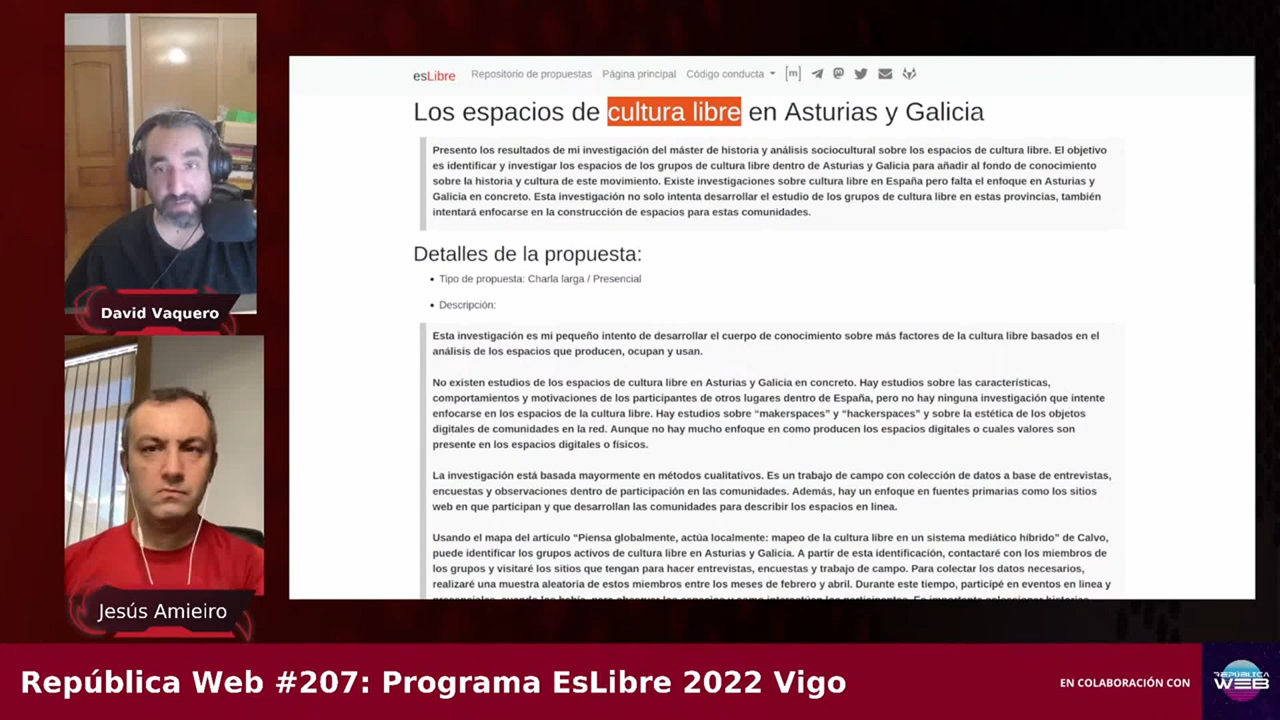 David Vaquero
Jesús Amieiro
esLibre Repositorio de propuestas Página principal Código conducta [m]
Los espacios de cultura libre en Asturias y Galicia
Presento los resultados de mi investigación del máster de historia y análisis sociocultural sobre los espacios de cultura libre. El objetivo
es identificar y investigar los espacios de los grupos de cultura libre dentro de Asturias y Galicia para añadir al fondo de conocimiento
sobre la historia y cultura de este movimiento. Existe investigaciones sobre cultura libre en España pero falta el enfoque en Asturias y
Galicia en concreto. Esta investigación no solo intenta desarrollar el estudio de los grupos de cultura libre en estas provincias, también
intentará enfocarse en la construcción de espacios para estas comunidades.
Detalles de la propuesta:
• Tipo de propuesta: Charla larga / Presencial
• Descripción:
Esta investigación es mi pequeño intento de desarrollar el cuerpo de conocimiento sobre más factores de la cultura libre basados en el
análisis de los espacios que producen, ocupan y usan.
No existen estudios de los espacios de cultura libre en Asturias y Galicia en concreto. Hay estudios sobre las características,
comportamientos y motivaciones de los participantes de otros lugares dentro de España, pero no hay ninguna investigación que intente
enfocarse en los espacios de la cultura libre. Hay estudios sobre “makerspaces” y “hackerspaces” y sobre la estética de los objetos
digitales de comunidades en la red. Aunque no hay mucho enfoque en como producen los espacios digitales o cuales valores son
presente en los espacios digitales o físicos.
La investigación está basada mayormente en métodos cualitativos. Es un trabajo de campo con colección de datos a base de entrevistas,
encuestas y observaciones dentro de participación en las comunidades. Además, hay un enfoque en fuentes primarias como los sitios
web en que participan y que desarrollan las comunidades para describir los espacios en línea.
Usando el mapa del artículo “Piensa globalmente, actúa localmente: mapeo de la cultura libre en un sistema mediático híbrido” de Calvo,
puede identificar los grupos activos de cultura libre en Asturias y Galicia. A partir de esta identificación, contactaré con los miembros de
los grupos y visitaré los sitios que tengan para hacer entrevistas, encuestas y trabajo de campo. Para colectar los datos necesarios,
realizaré una muestra aleatoria de estos miembros entre los meses de febrero y abril. Durante este tiempo, participé en eventos en línea y
República Web #207: Programa EsLibre 2022 Vigo
EN COLABORACIÓN CON
REPÚBLICA
WEB